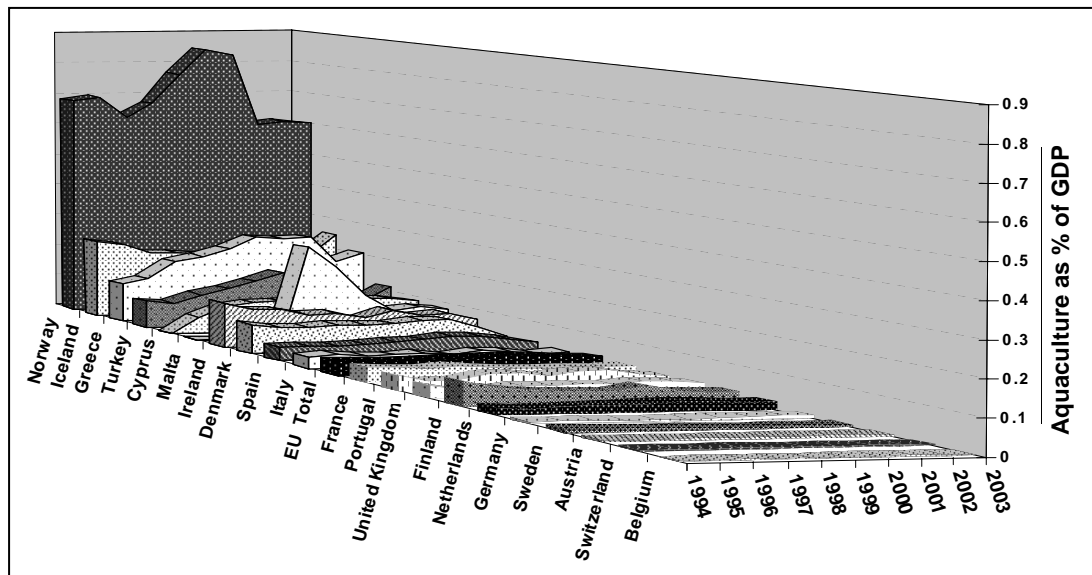 0.9
0.8
0.7
0.6
0.5
0.4
0.3
0.2
0.1
0
Aquaculture as % of GDP
Norway
Iceland
Greece
Turkey
Cyprus
Malta
Ireland
Denmark
Spain
Italy
EU Total
France
Portugal
United Kingdom
Finland
Netherlands
Germany
Sweden
Austria
Switzerland
Belgium
1994
1995
1996
1997
1998
1999
2000
2001
2002
2003